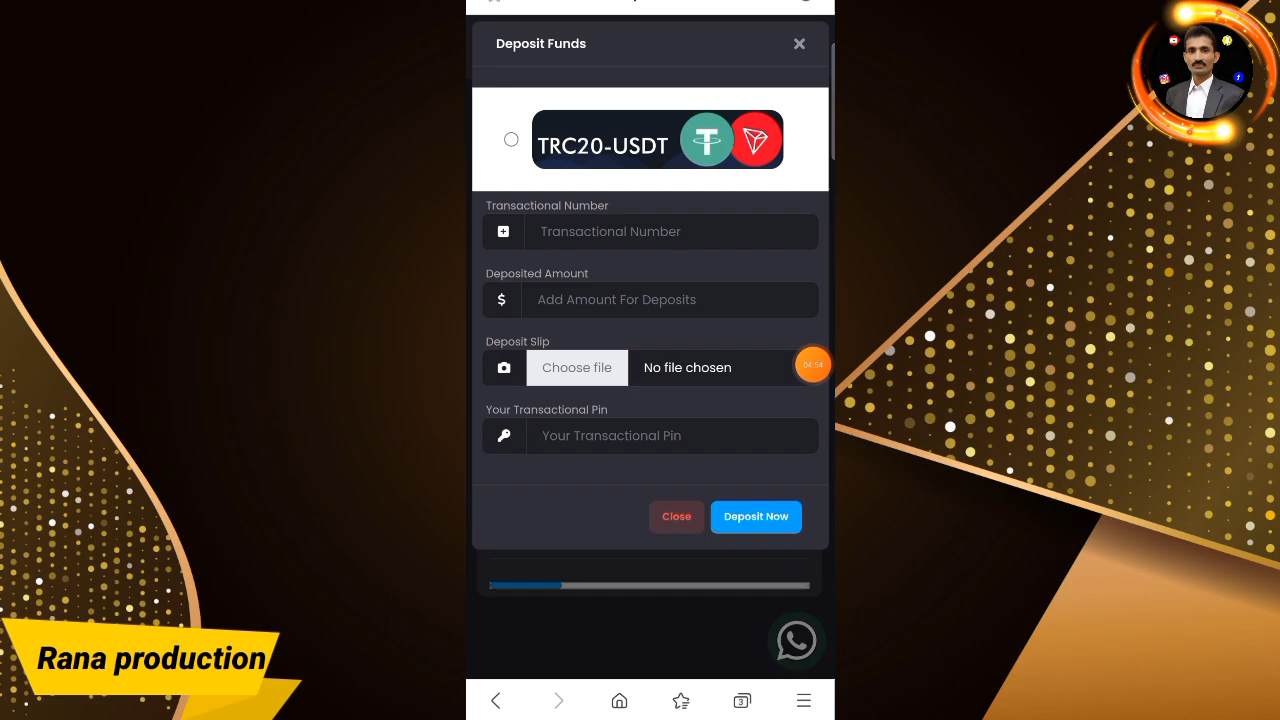 Deposit Funds
TRC20-USDT
Transactional Number
Transactional Number
Deposited Amount
$ Add Amount For Deposits
Deposit Slip
Choose file No file chosen
04:54
Your Transactional Pin
Your Transactional Pin
Close Deposit Now
Rana production
3